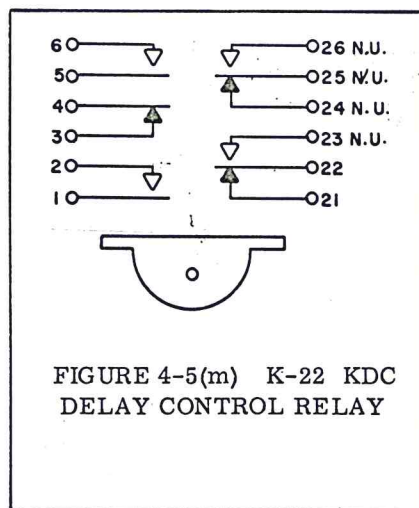 6 26 N.U.
5 25 N.U.
4 24 N.U.
3 23 N.U.
2 22
1 21
FIGURE 4-5(m) K-22 KDC
DELAY CONTROL RELAY